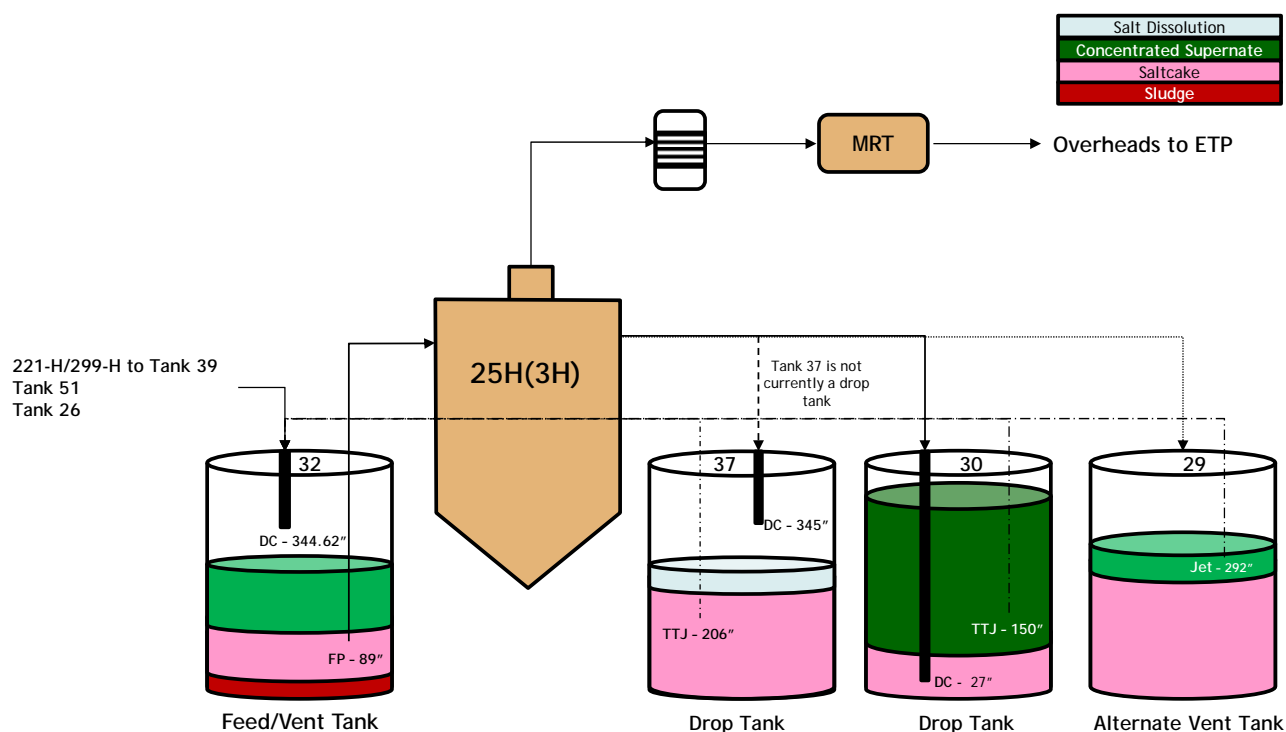 Salt Dissolution
Concentrated Supernate
Saltcake
Sludge
MRT
Overheads to ETP
221-H/299-H to Tank 39
Tank 51
Tank 26
25H(3H)
Tank 37 is not
currently a drop
tank
32
37
30
29
DC - 344.62”
DC - 345”
Jet - 292”
TTJ - 206”
TTJ - 150”
FP - 89”
DC - 27”
Feed/Vent Tank
Drop Tank
Drop Tank
Alternate Vent Tank